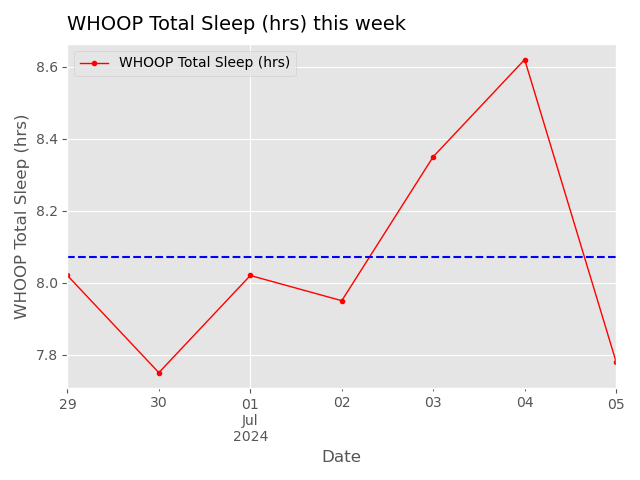 WHOOP Total Sleep (hrs) this week
WHOOP Total Sleep (hrs)
WHOOP Total Sleep (hrs)
8.6
8.4
8.2
8.0
7.8
29
30
01
02
03
04
05
Jul
2024
Date